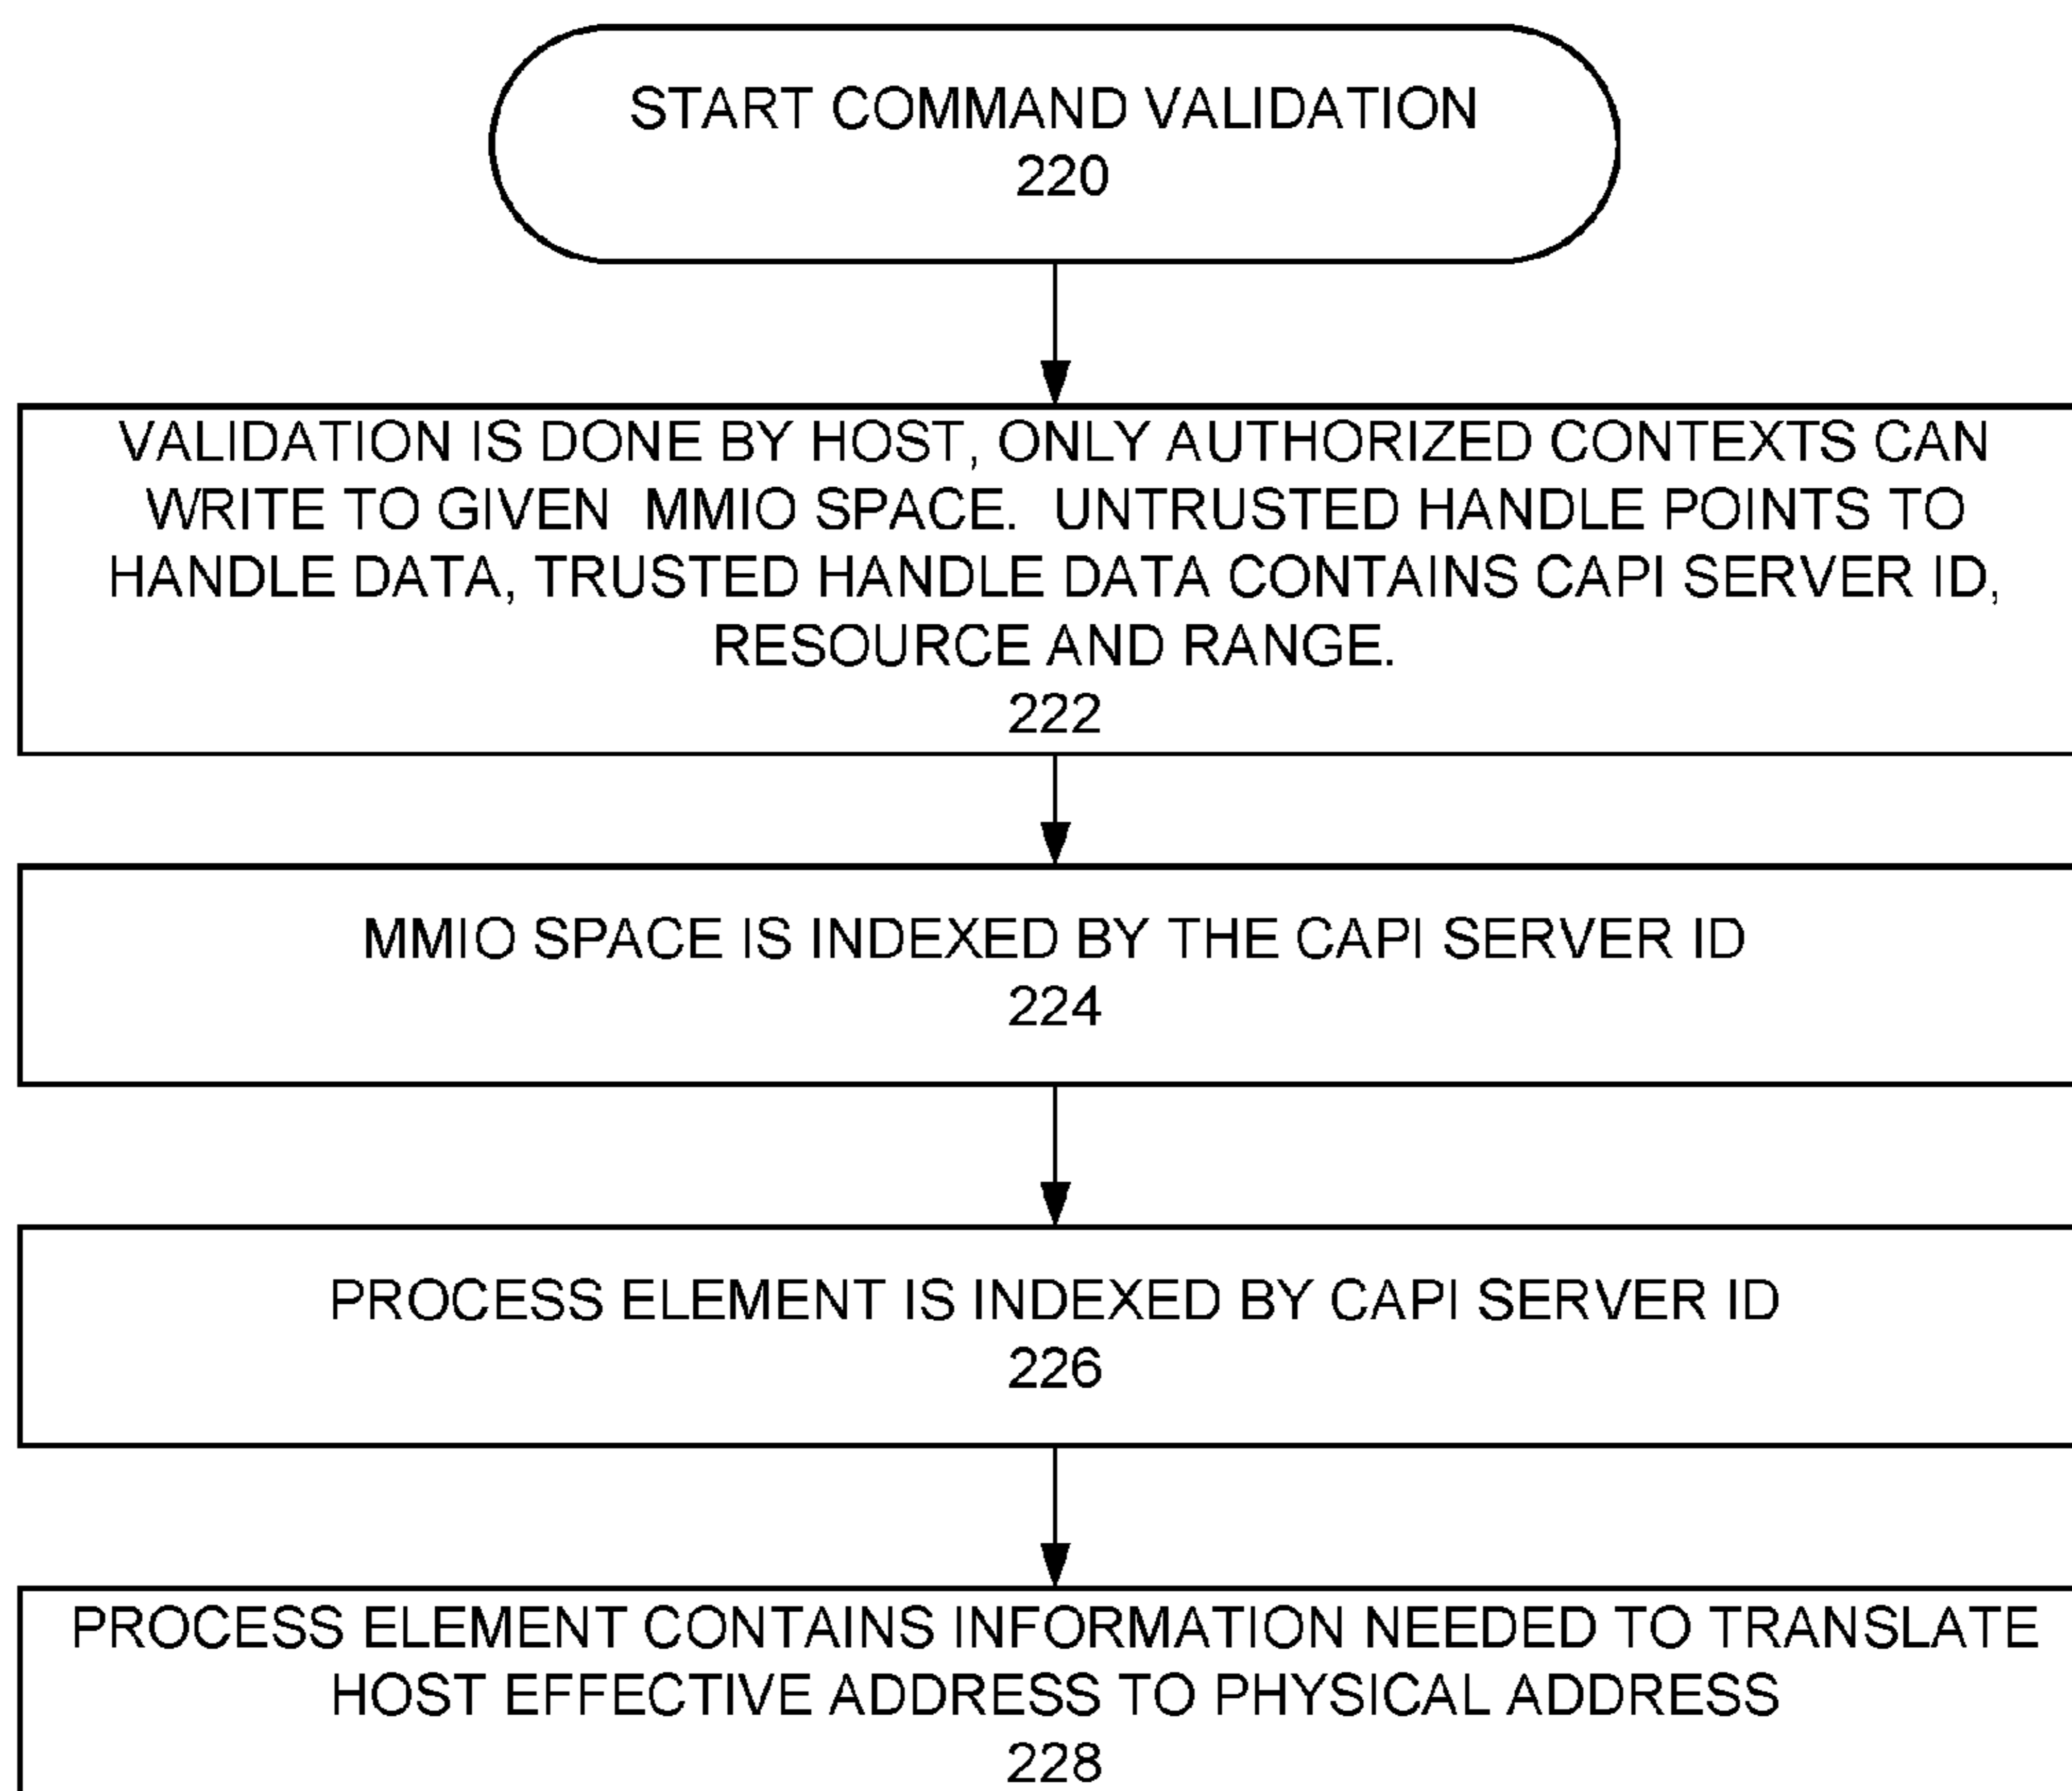 START COMMAND VALIDATION
220
VALIDATION IS DONE BY HOST, ONLY AUTHORIZED CONTEXTS CAN
WRITE TO GIVEN MMIO SPACE. UNTRUSTED HANDLE POINTS TO
HANDLE DATA, TRUSTED HANDLE DATA CONTAINS CAPI SERVER ID,
RESOURCE AND RANGE.
222
MMIO SPACE IS INDEXED BY THE CAPI SERVER ID
224
PROCESS ELEMENT IS INDEXED BY CAPI SERVER ID
226
PROCESS ELEMENT CONTAINS INFORMATION NEEDED TO TRANSLATE
HOST EFFECTIVE ADDRESS TO PHYSICAL ADDRESS
228